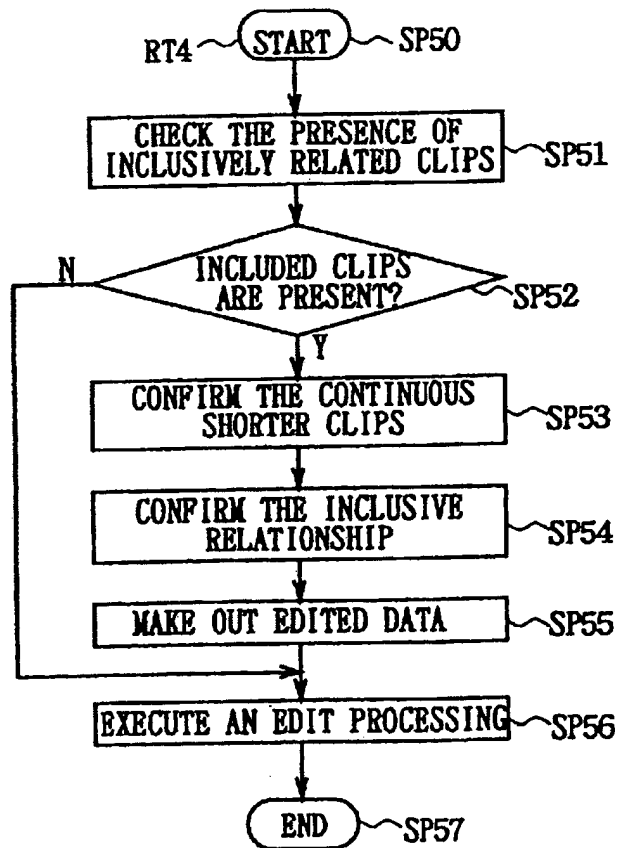 RT4 START SP50
CHECK THE PRESENCE OF
INCLUSIVELY RELATED CLIPS
SP51
N
INCLUDED CLIPS
ARE PRESENT?
SP52
Y
CONFIRM THE CONTINUOUS
SHORTER CLIPS
SP53
CONFIRM THE INCLUSIVE
RELATIONSHIP
SP54
MAKE OUT EDITED DATA
SP55
EXECUTE AN EDIT PROCESSING
SP56
END
SP57